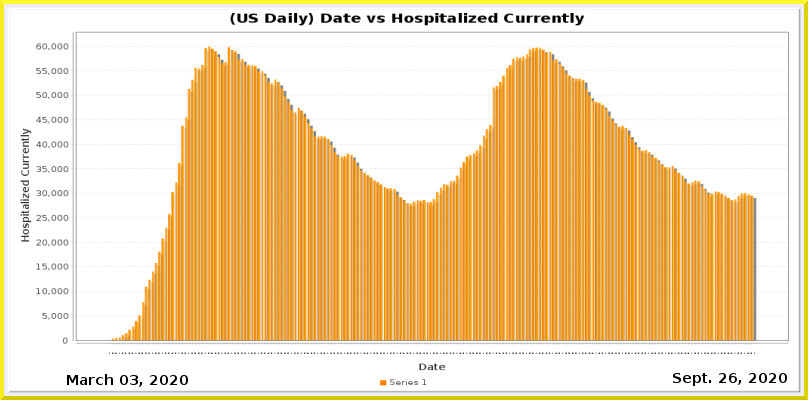 (US Daily) Date vs Hospitalized Currently
Hospitalized Currently
60,000
55,000
50,000
45,000
40,000
35,000
30,000
25,000
20,000
15,000
10,000
5,000
0
Date
March 03, 2020
Sept. 26, 2020
Series 1